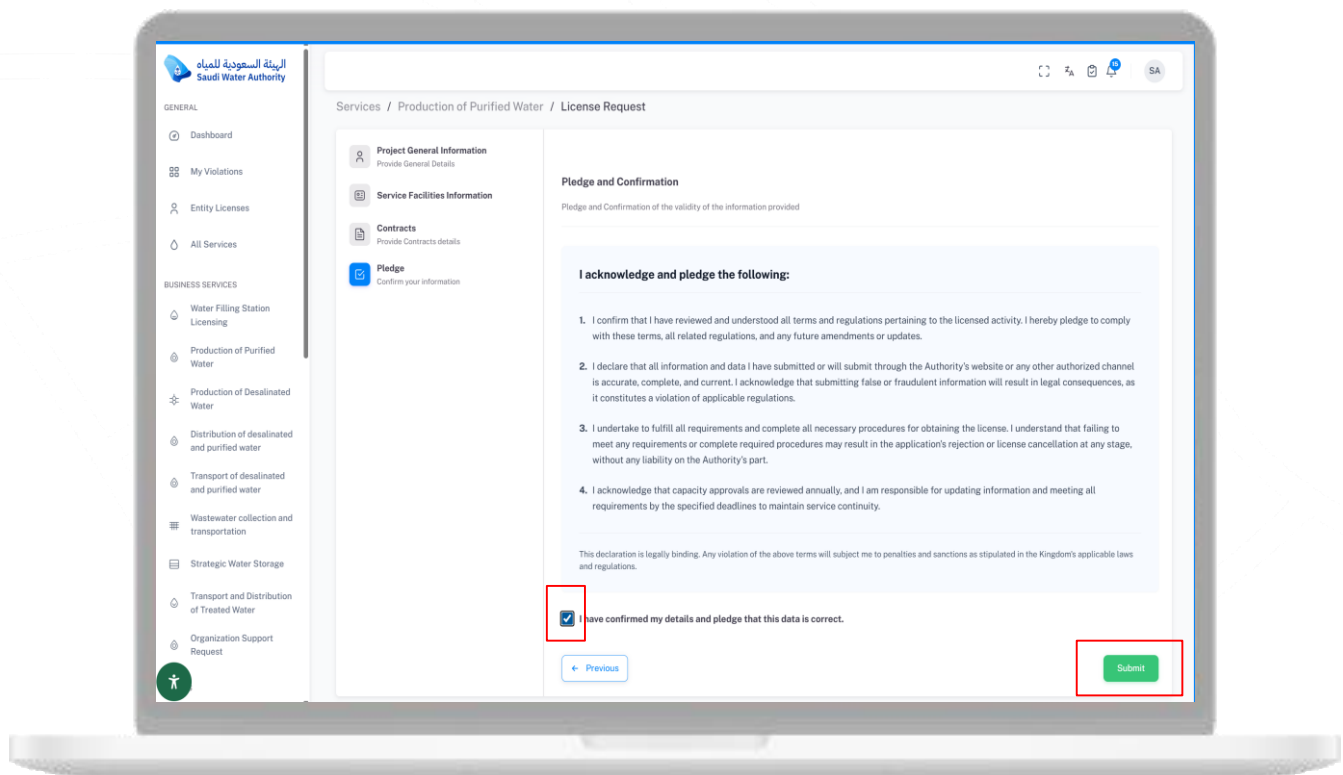 الهيئة السعودية للمياه
Saudi Water Authority
15
SA
GENERAL
Dashboard
My Violations
Entity Licenses
All Services
BUSINESS SERVICES
Water Filling Station
Licensing
Production of Purified
Water
Production of Desalinated
Water
Distribution of desalinated
and purified water
Transport of desalinated
and purified water
Wastewater collection and
transportation
Strategic Water Storage
Transport and Distribution
of Treated Water
Organization Support
Request
Services / Production of Purified Water / License Request
Project General Information
Provide General Details
Service Facilities Information
Contracts
Provide Contracts details
Pledge
Confirm your information
Pledge and Confirmation
Pledge and Confirmation of the validity of the information provided
I acknowledge and pledge the following:
1. I confirm that I have reviewed and understood all terms and regulations pertaining to the licensed activity. I hereby pledge to comply
with these terms, all related regulations, and any future amendments or updates.
2. I declare that all information and data I have submitted or will submit through the Authority's website or any other authorized channel
is accurate, complete, and current. I acknowledge that submitting false or fraudulent information will result in legal consequences, as
it constitutes a violation of applicable regulations.
3. I undertake to fulfill all requirements and complete all necessary procedures for obtaining the license. I understand that failing to
meet any requirements or complete required procedures may result in the application's rejection or license cancellation at any stage,
without any liability on the Authority's part.
4. I acknowledge that capacity approvals are reviewed annually, and I am responsible for updating information and meeting all
requirements by the specified deadlines to maintain service continuity.
This declaration is legally binding. Any violation of the above terms will subject me to penalties and sanctions as stipulated in the Kingdom's applicable laws
and regulations.
I have confirmed my details and pledge that this data is correct.
← Previous
Submit